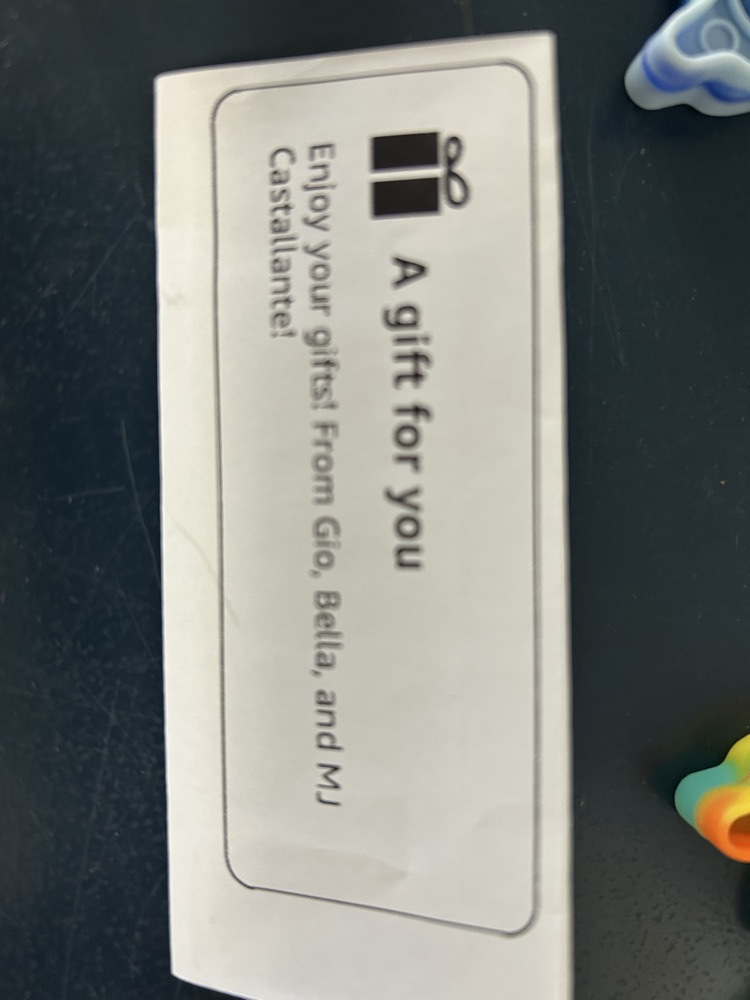 A gift for you
Enjoy your gifts! From Gio, Bella, and MJ
Castallante!